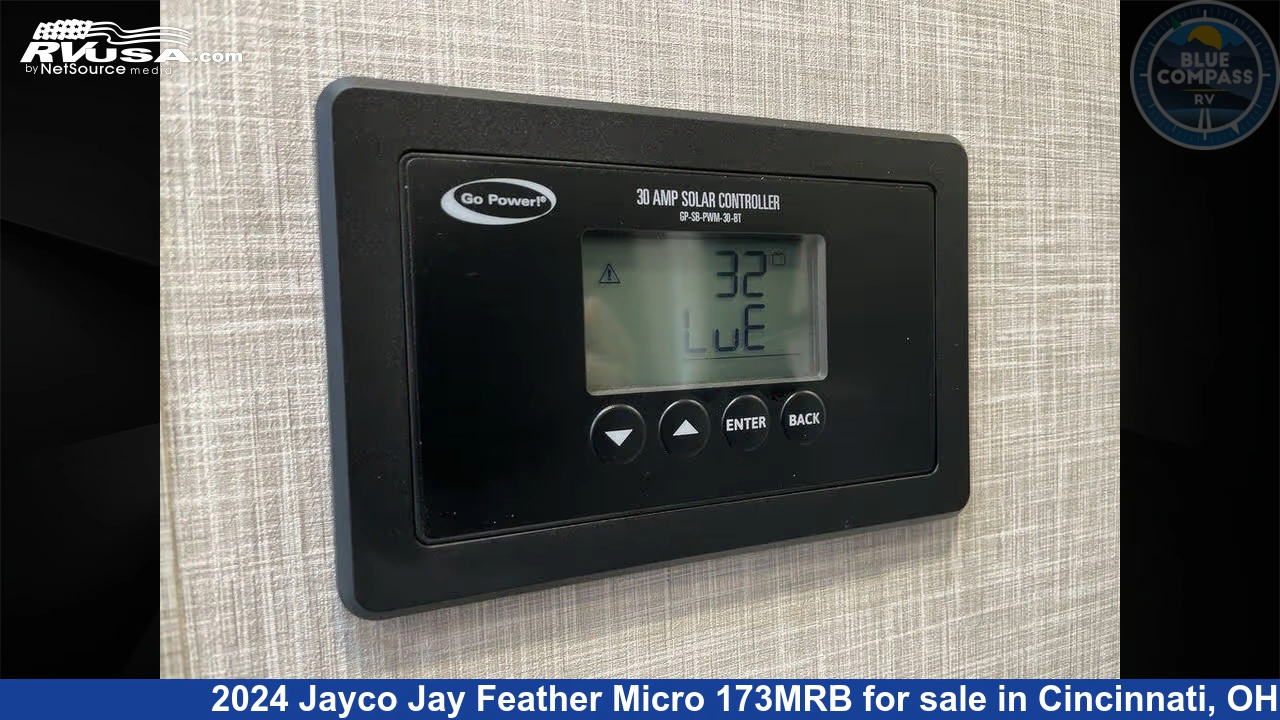 RVUSA.com
by NetSource media
BLUE
COMPASS
RV
Go Power!®
30 AMP SOLAR CONTROLLER
GP-SB-PWM-30-BT
32
LuE
ENTER
BACK
2024 Jayco Jay Feather Micro 173MRB for sale in Cincinnati, OH